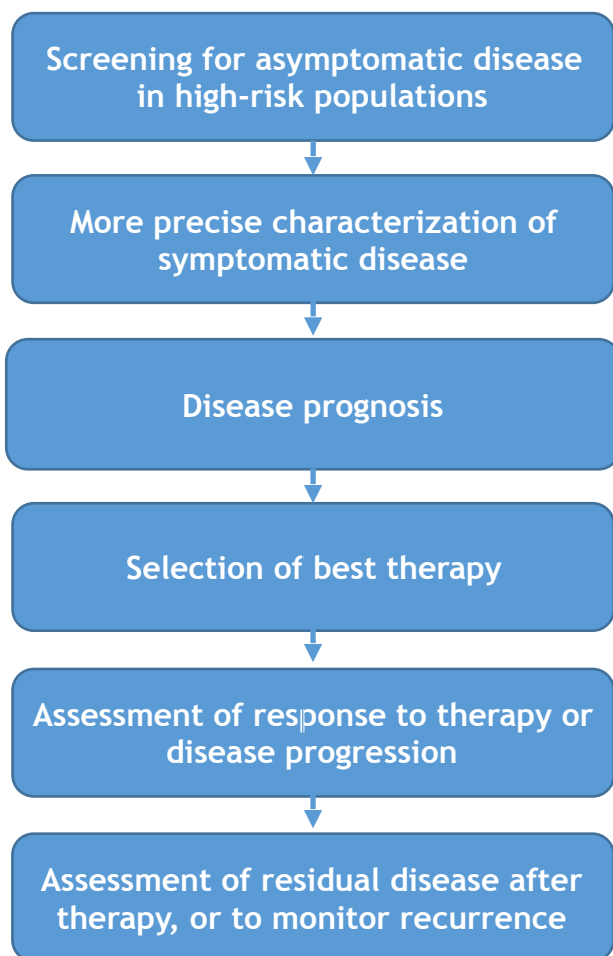 Screening for asymptomatic disease
in high-risk populations
More precise characterization of
symptomatic disease
Disease prognosis
Selection of best therapy
Assessment of response to therapy or
disease progression
Assessment of residual disease after
therapy, or to monitor recurrence